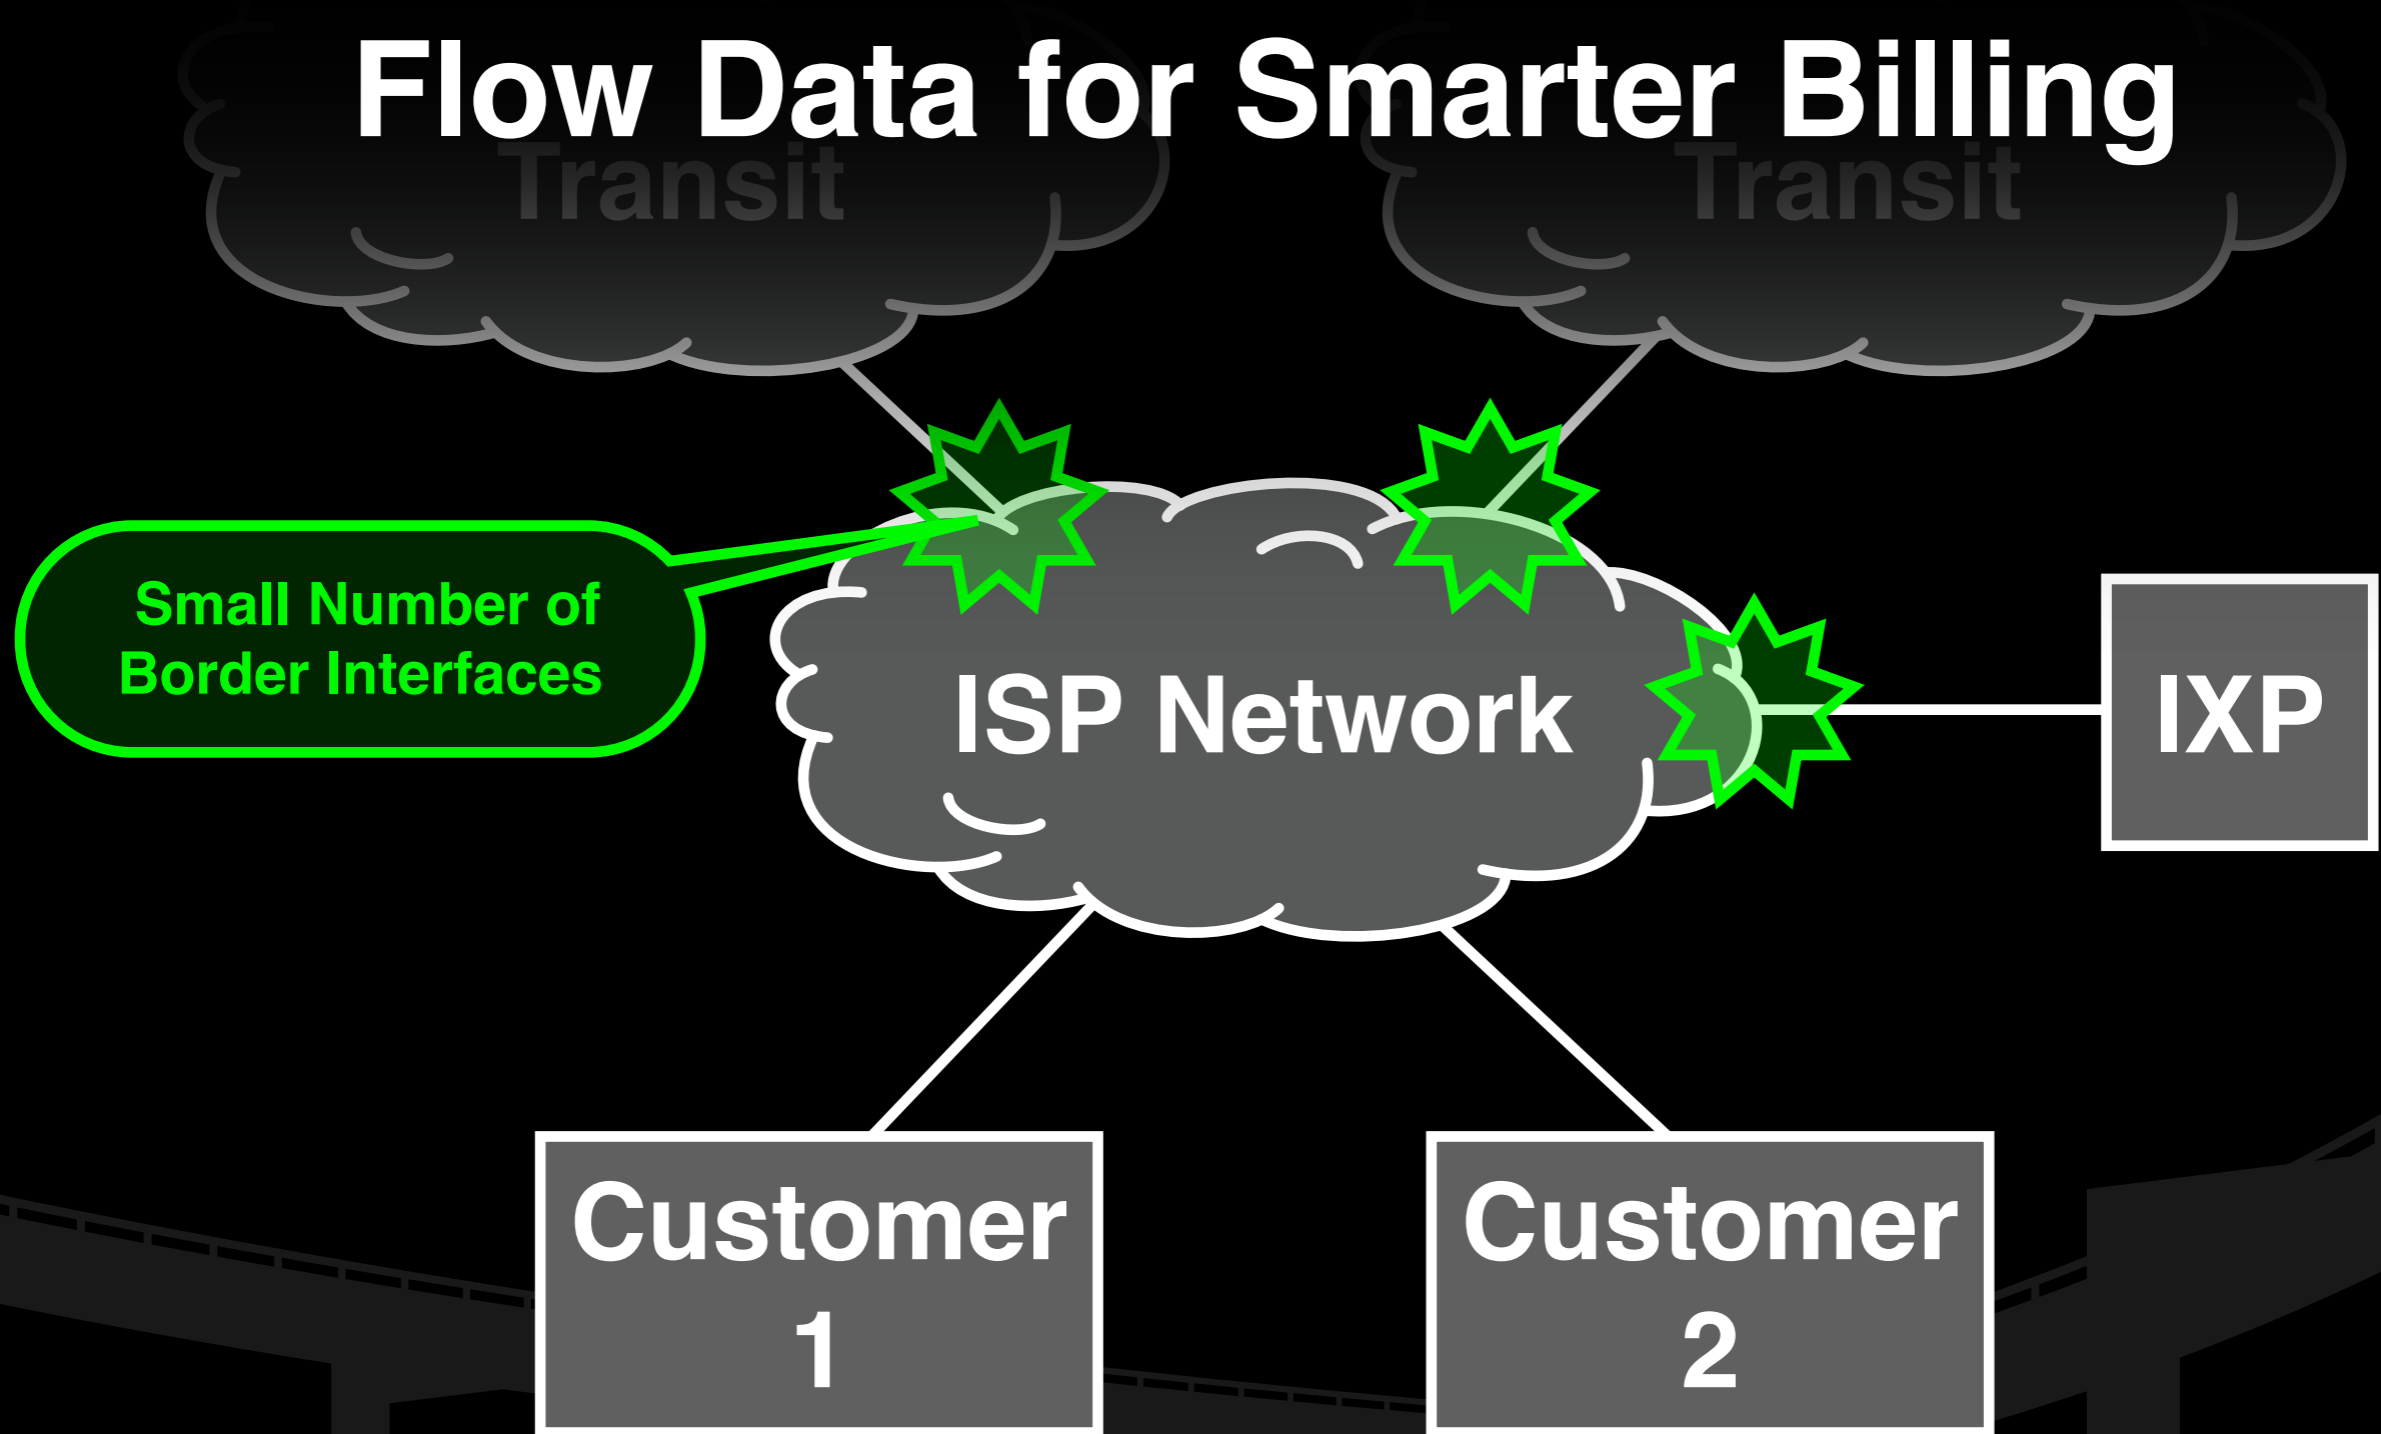 Flow Data for Smarter Billing
Transit
Transit
Small Number of
Border Interfaces
ISP Network
IXP
Customer
1
Customer
2